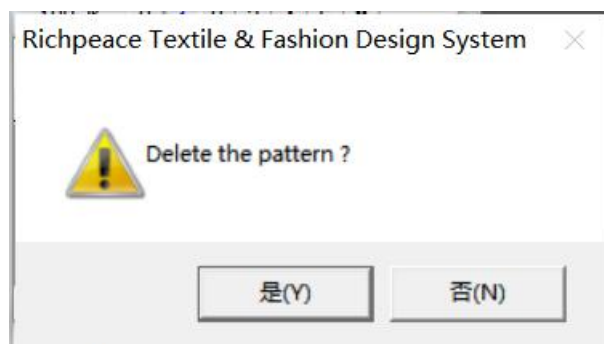 Richpeace Textile & Fashion Design System
Delete the pattern ?
是(Y)
否(N)